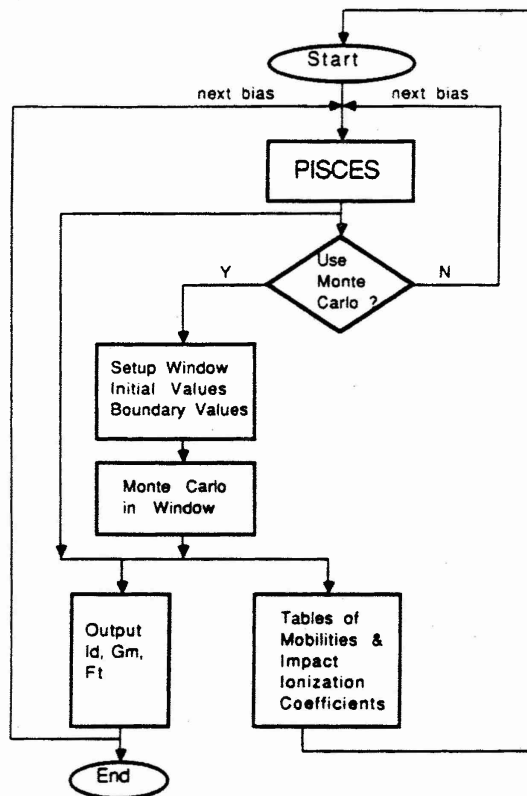 Start
next bias
next bias
PISCES
Use
Monte
Carlo ?
Y
N
Setup Window
Initial Values
Boundary Values
Monte Carlo
in Window
Output
Id, Gm,
Ft
Tables of
Mobilities &
Impact
Ionization
Coefficients
End